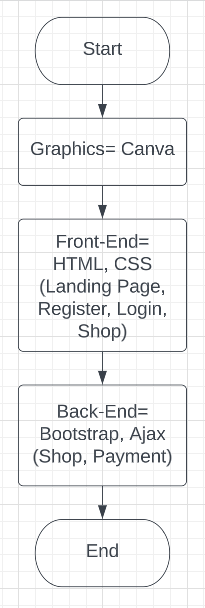 Start
Graphics= Canva
Front-End=
HTML, CSS
(Landing Page,
Register, Login,
Shop)
Back-End=
Bootstrap, Ajax
(Shop, Payment)
End